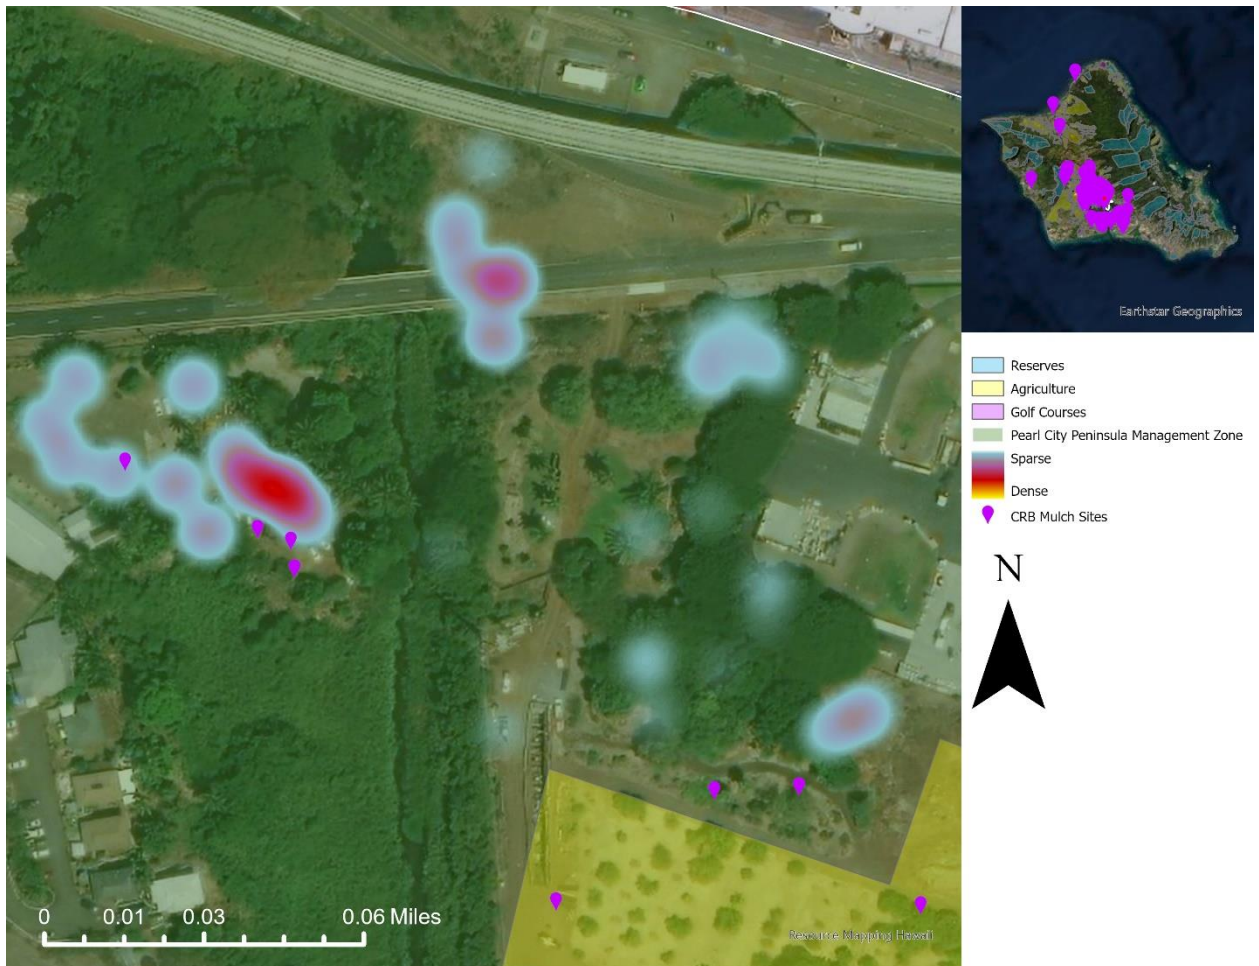 Earthstar Geographics
Reserves
Agriculture
Golf Courses
Pearl City Peninsula Management Zone
Sparse
Dense
CRB Mulch Sites
N
0 0.01 0.03 0.06 Miles
Resource Mapping Hawaii